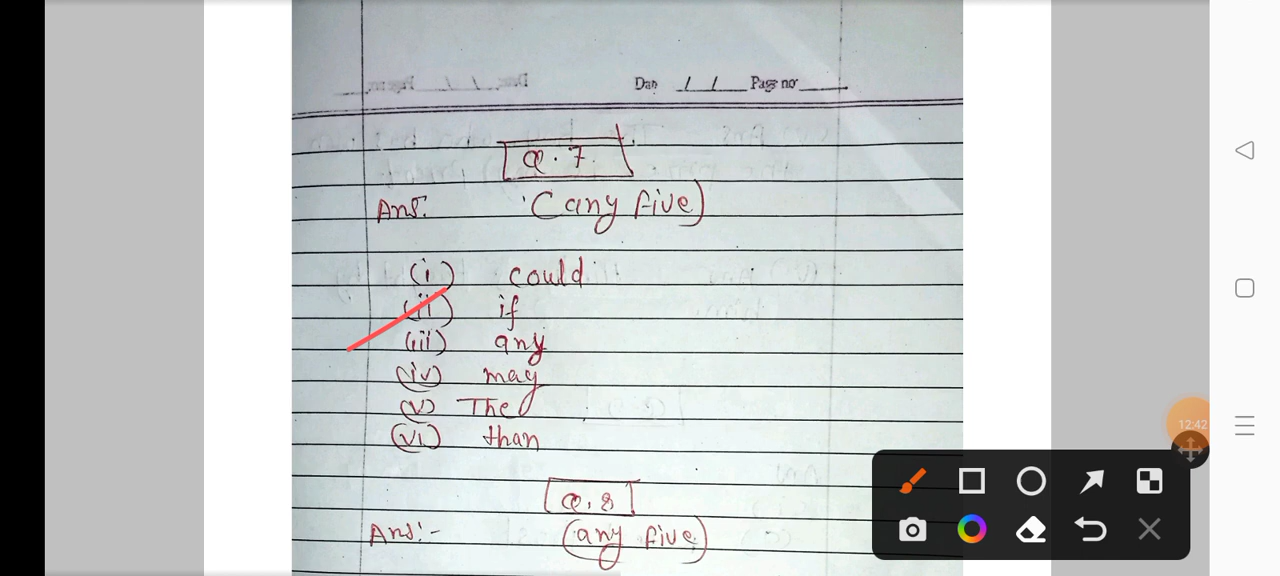 Dan / / Page no
Q. 7
Ans. (any five)
(i) could
(ii) if
(iii) any
(iv) may
(v) The
(vi) than
Q. 8
Ans:- (any five)
12:42